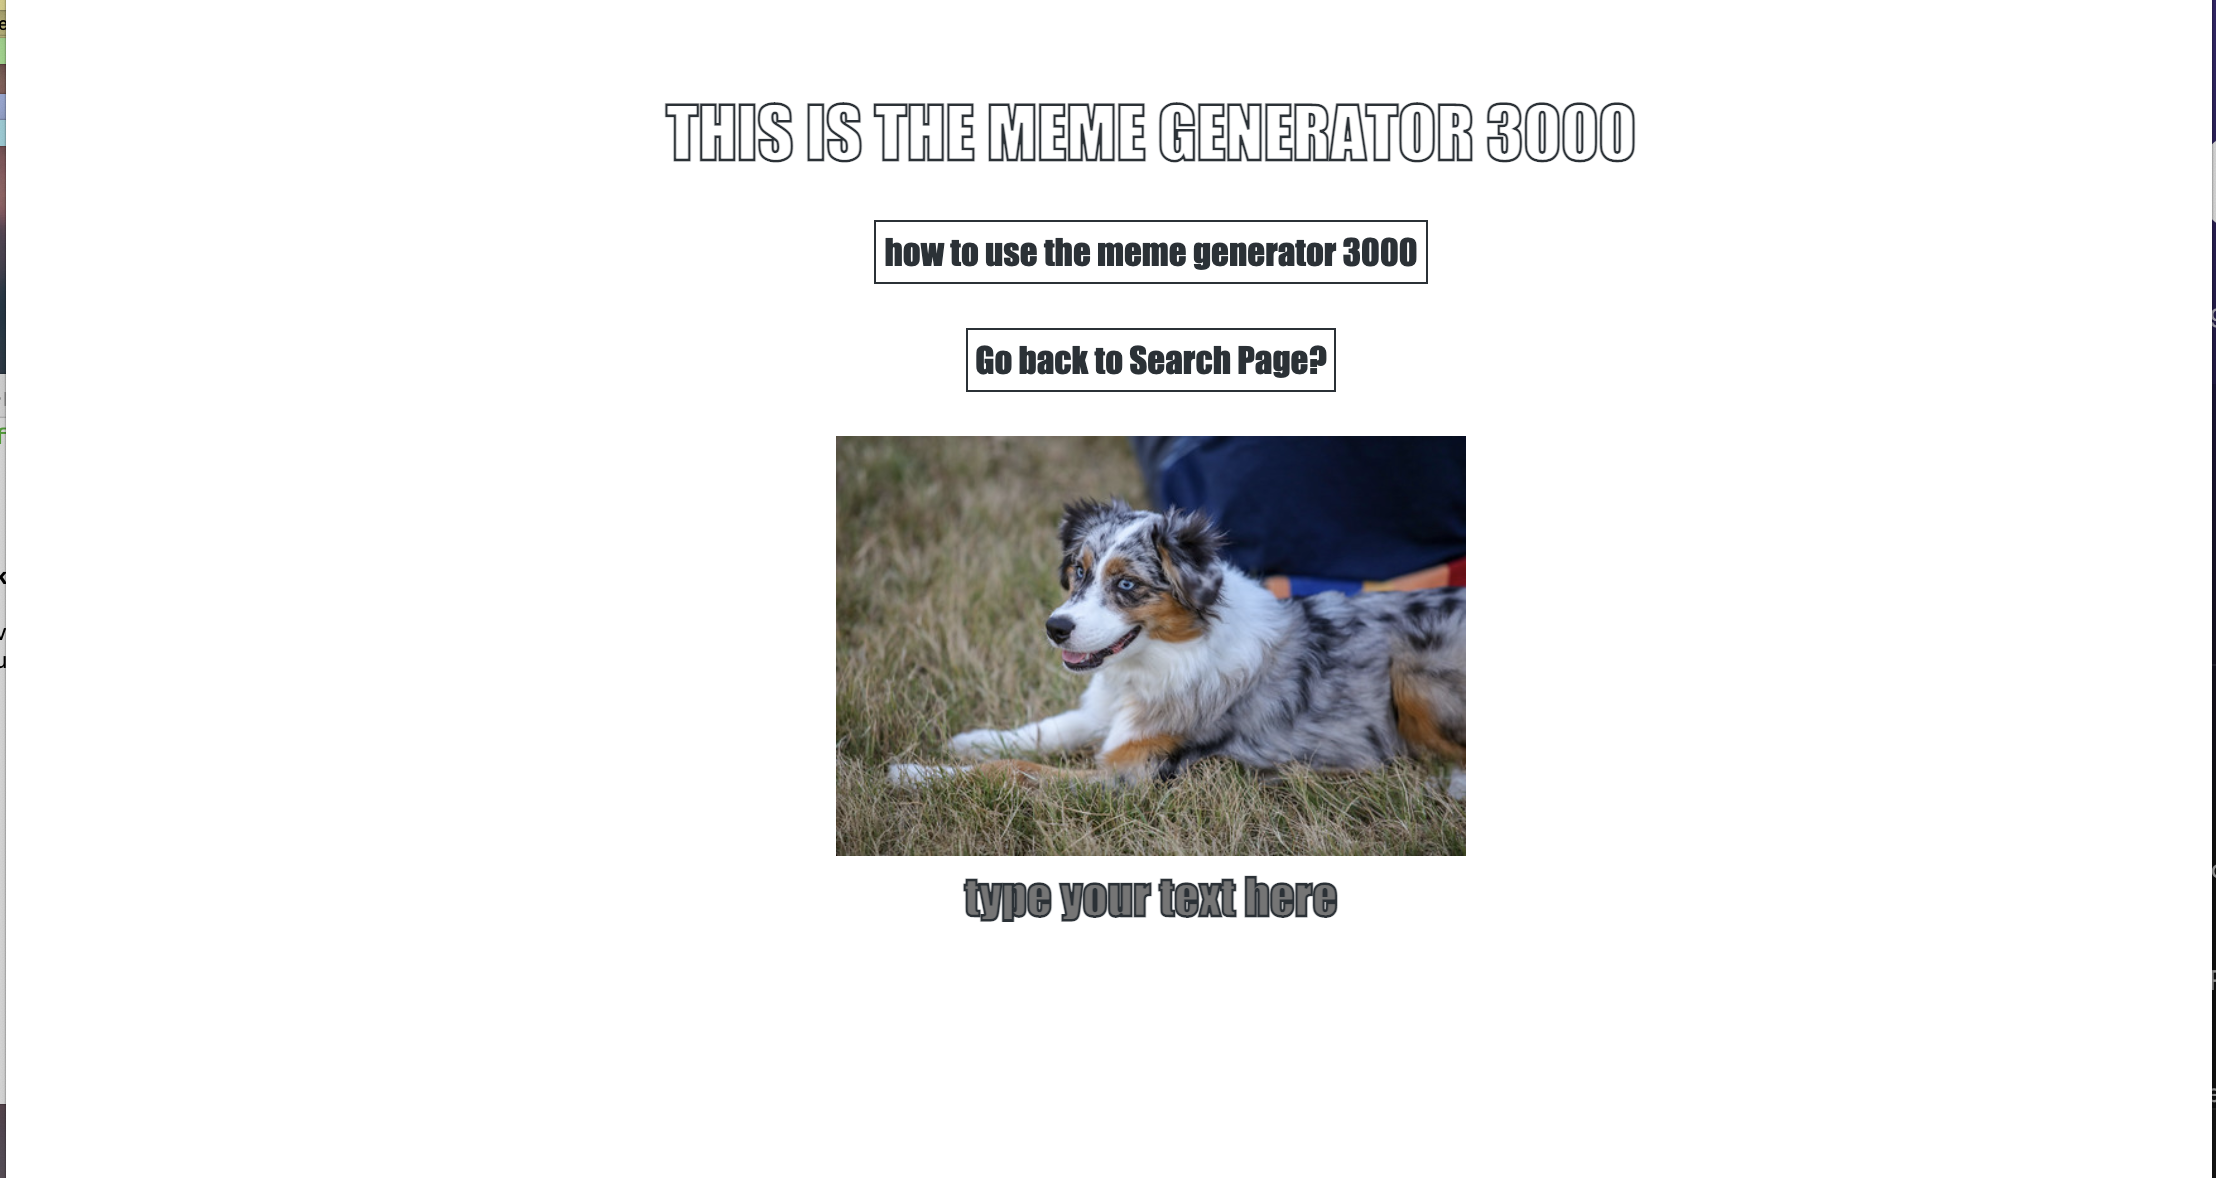 THIS IS THE MEME GENERATOR 3000
how to use the meme generator 3000
Go back to Search Page?
type your text here